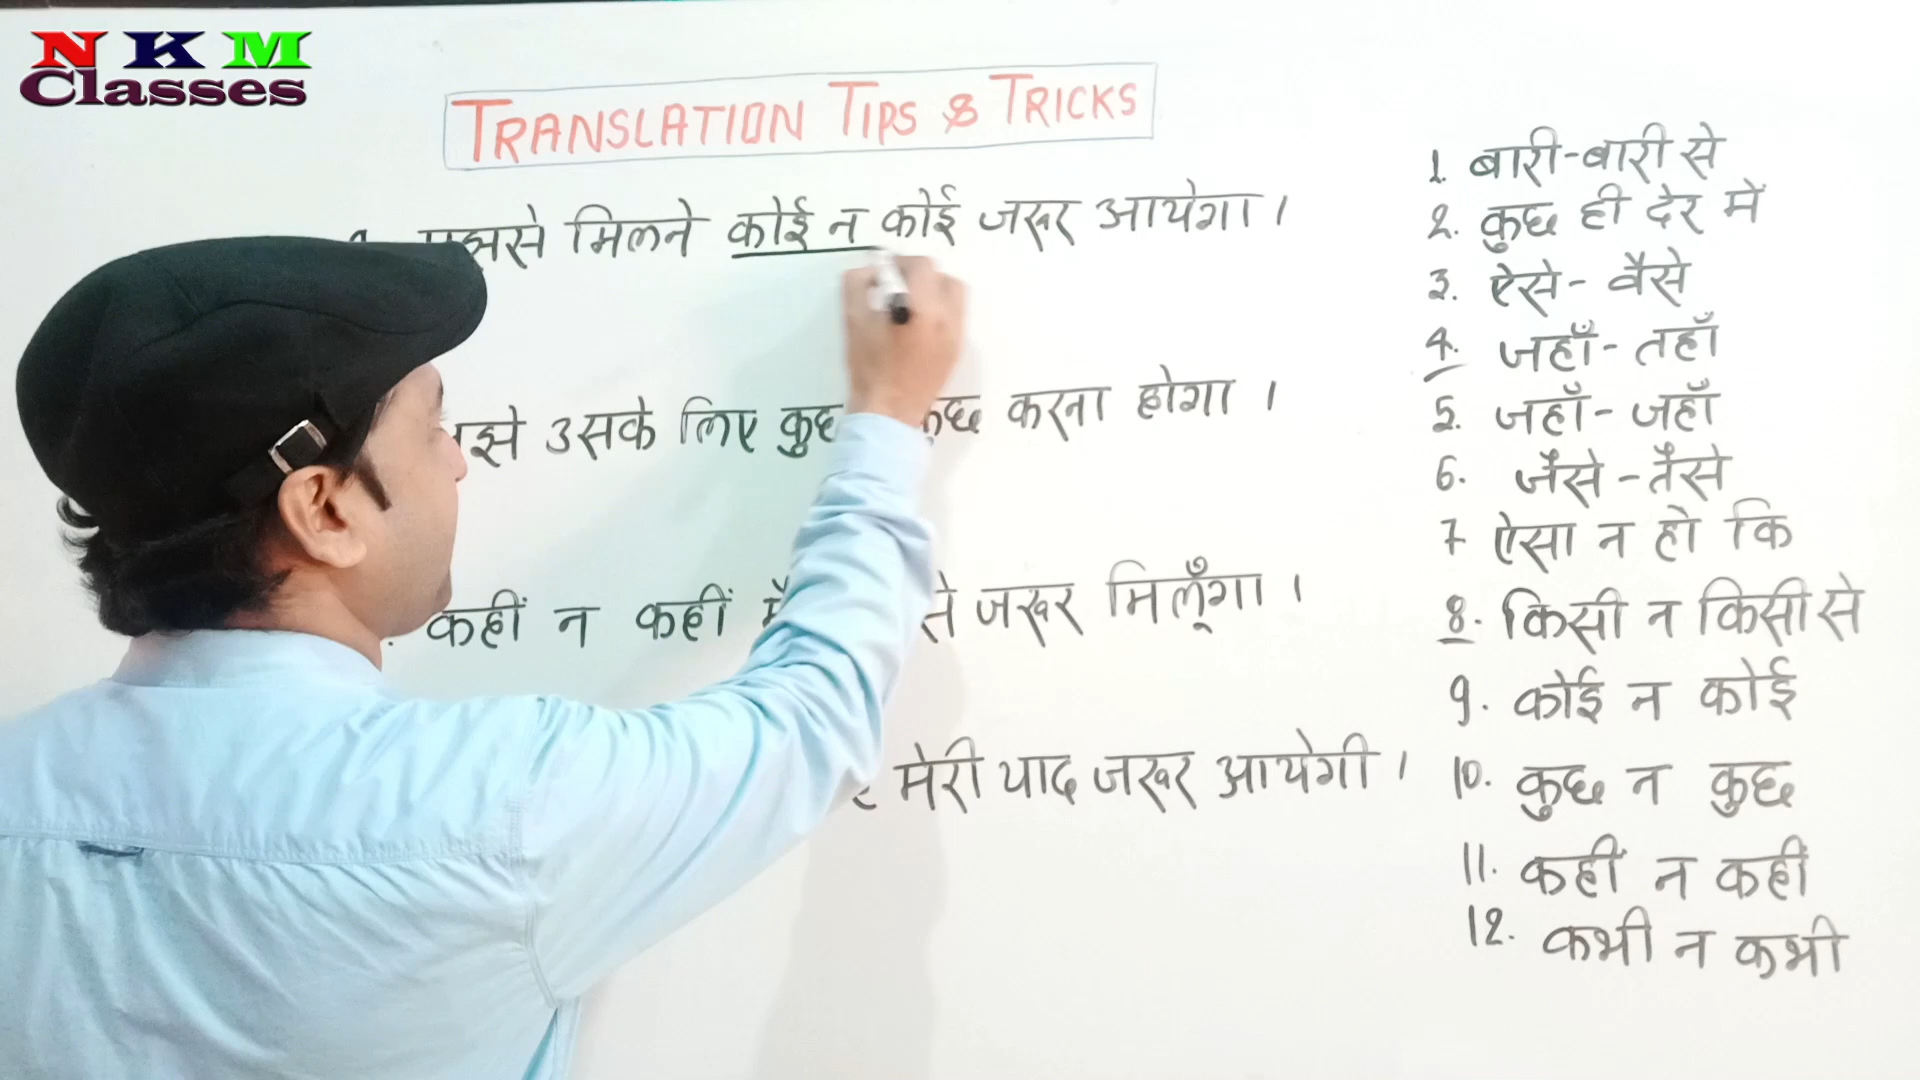 NKM
Classes
TRANSLATION TIPS & TRICKS
मिलने कोई न कोई जरूर आयेगा।
उसके लिए कुछ कुछ करना होगा।
कहीं न कहीं जरूर मिलूँगा।
मेरी याद जरूर आयेगी।
1. बारी-बारी से
2. कुछ ही देर में
3. ऐसे- वैसे
4. जहाँ- तहाँ
5. जहाँ- जहाँ
6. जैसे-तैसे
7 ऐसा न हो कि
8. किसी न किसी से
9. कोई न कोई
10. कुछ न कुछ
11. कहीं न कहीं
12. कभी न कभी